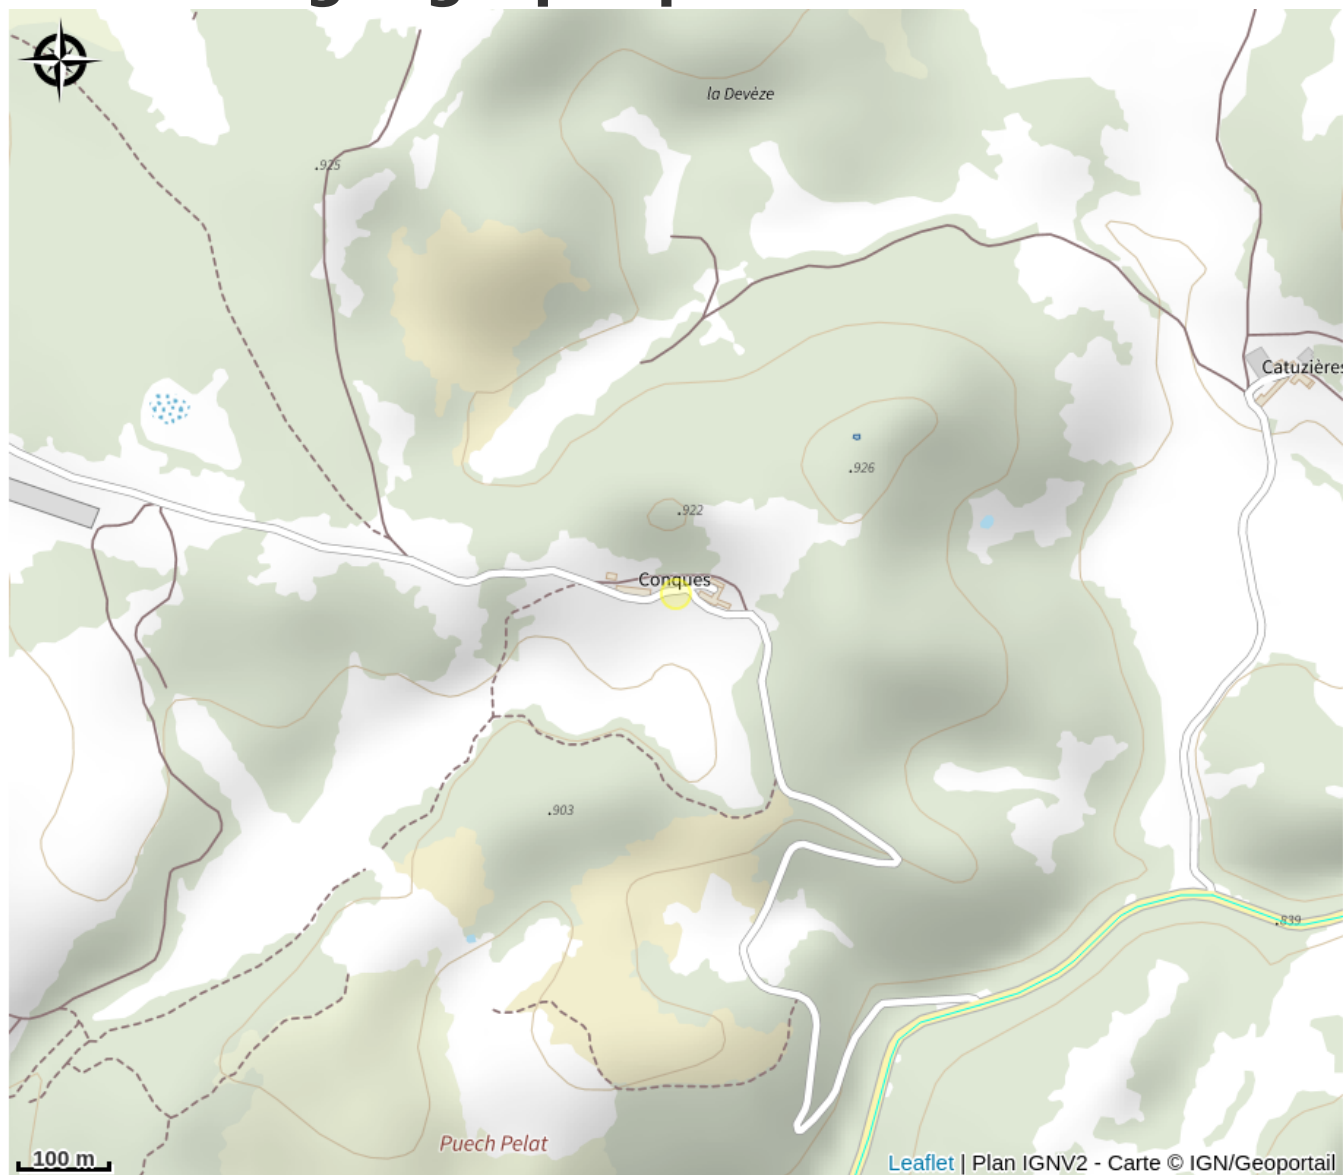 la Devèze
.925
Catuzières
.926
.922
Conques
.903
.839
Puech Pelat
100 m
Leaflet | Plan IGNV2 - Carte © IGN/Geoportail